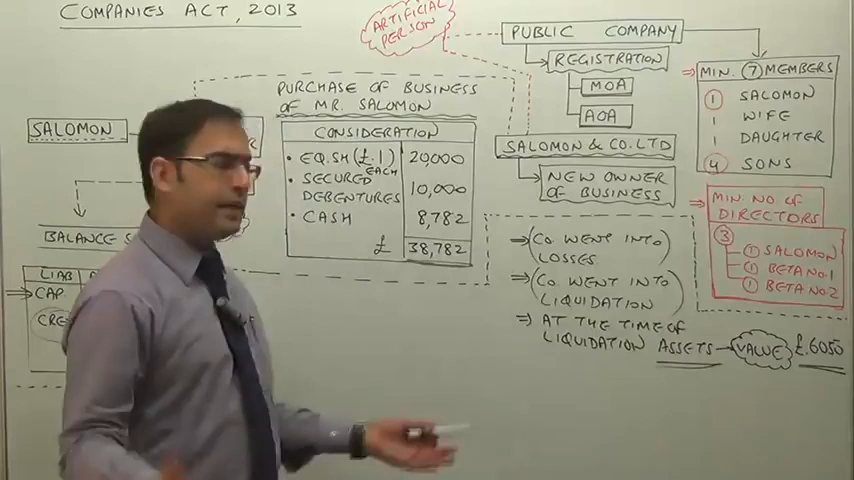 COMPANIES ACT, 2013
ARTIFICIAL
PERSON
PUBLIC COMPANY
REGISTRATION
MOA
AOA
SALOMON & CO. LTD
NEW OWNER
OF BUSINESS
MIN. 7 MEMBERS
1 SALOMON
1 WIFE
1 DAUGHTER
4 SONS
MIN. NO. OF
DIRECTORS
3
1 SALOMON
1 BETA NO.1
1 BETA NO.2
PURCHASE OF BUSINESS
OF MR. SALOMON
CONSIDERATION
• EQ.SH (£.1) EACH 20,000
• SECURED
DEBENTURES 10,000
• CASH 8,782
£ 38,782
SALOMON
BALANCE S
LIAB A
CAP
CRE
⇒ (CO. WENT INTO
LOSSES)
⇒ (CO. WENT INTO
LIQUIDATION)
⇒ AT THE TIME OF
LIQUIDATION ASSETS → VALUE £.6050